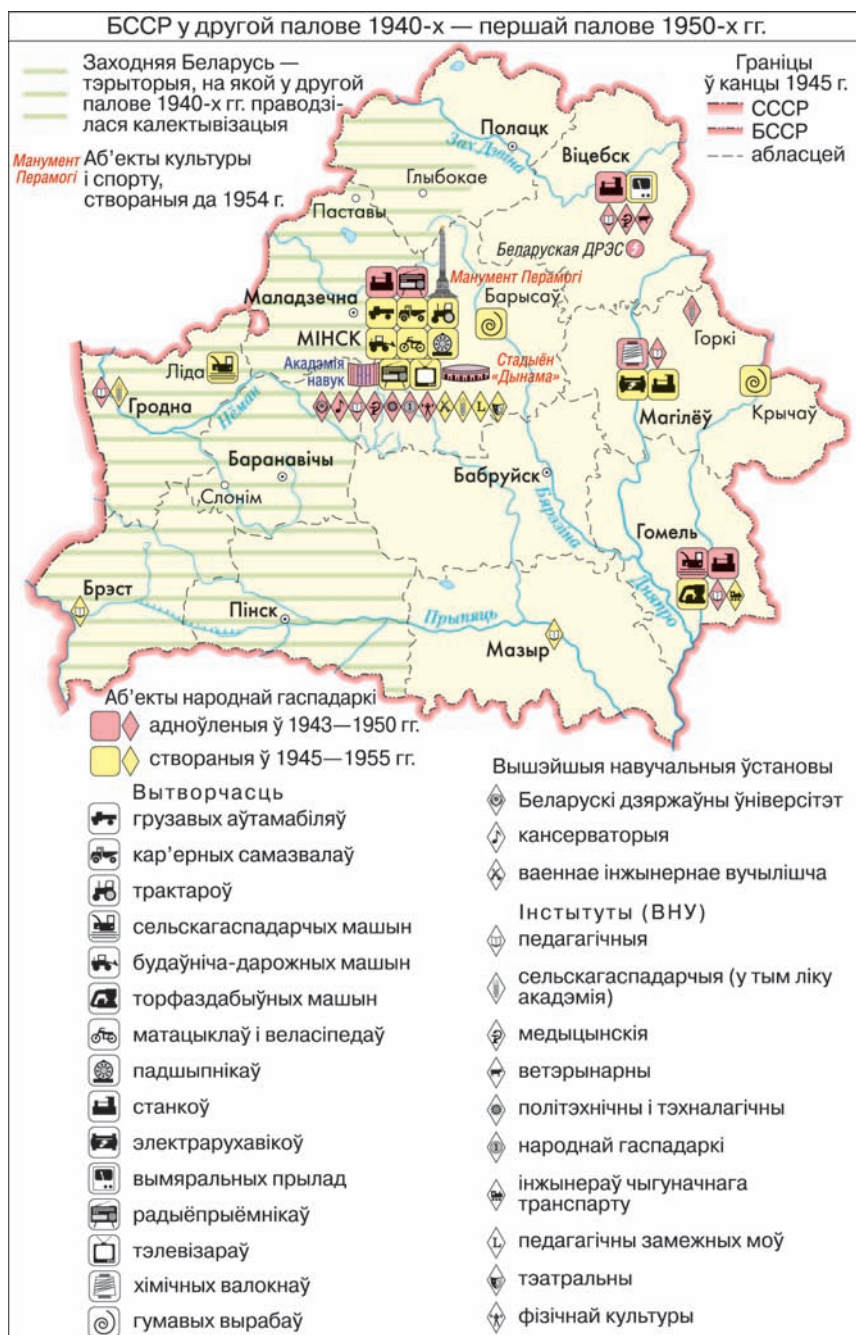 БССР у другой палове 1940-х — першай палове 1950-х гг.
Заходняя Беларусь —
тэрыторыя, на якой у другой
палове 1940-х гг. праводзі-
лася калектывізацыя
Манумент
Перамогі
Аб'екты культуры
і спорту,
створаныя да 1954 г.
Граніцы
ў канцы 1945 г.
СССР
БССР
абласцей
Полацк
Зах. Дзвіна
Віцебск
Глыбокае
Паставы
Беларуская ДРЭС
Манумент Перамогі
Маладзечна
Барысаў
МІНСК
Горкі
Ліда
Акадэмія
навук
Стадыён
«Дынама»
Гродна
Нёман
Магілёў
Крычаў
Баранавічы
Бабруйск
Слонім
Бярэзіна
Гомель
Брэст
Пінск
Прыпяць
Дняпро
Мазыр
Аб'екты народнай гаспадаркі
адноўленыя ў 1943—1950 гг.
створаныя ў 1945—1955 гг.
Вытворчасць
грузавых аўтамабіляў
кар'ерных самазвалаў
трактароў
сельскагаспадарчых машын
будаўніча-дарожных машын
торфаздабыўных машын
матацыклаў і веласіпедаў
падшыпнікаў
станкоў
электрарухавікоў
вымяральных прылад
радыёпрыёмнікаў
тэлевізараў
хімічных валокнаў
гумавых вырабаў
Вышэйшыя навучальныя ўстановы
Беларускі дзяржаўны ўніверсітэт
кансерваторыя
ваеннае інжынернае вучылішча
Інстытуты (ВНУ)
педагагічныя
сельскагаспадарчыя (у тым ліку
акадэмія)
медыцынскія
ветэрынарны
політэхнічны і тэхналагічны
народнай гаспадаркі
інжынераў чыгуначнага
транспарту
L педагагічны замежных моў
тэатральны
фізічнай культуры